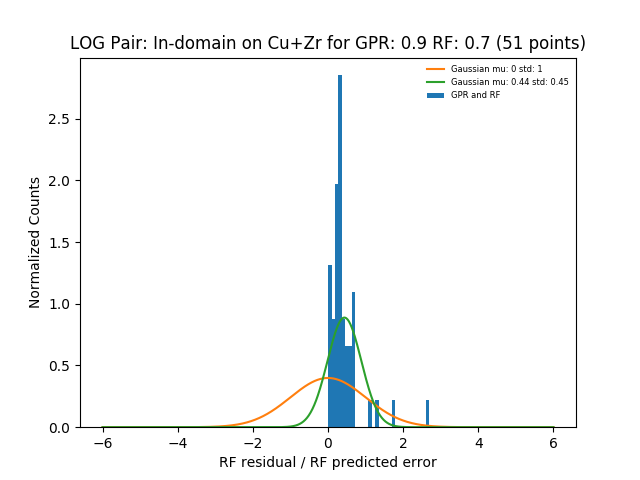 LOG Pair: In-domain on Cu+Zr for GPR: 0.9 RF: 0.7 (51 points)
Gaussian mu: 0 std: 1
Gaussian mu: 0.44 std: 0.45
GPR and RF
Normalized Counts
2.5
2.0
1.5
1.0
0.5
0.0
−6 −4 −2 0 2 4 6
RF residual / RF predicted error